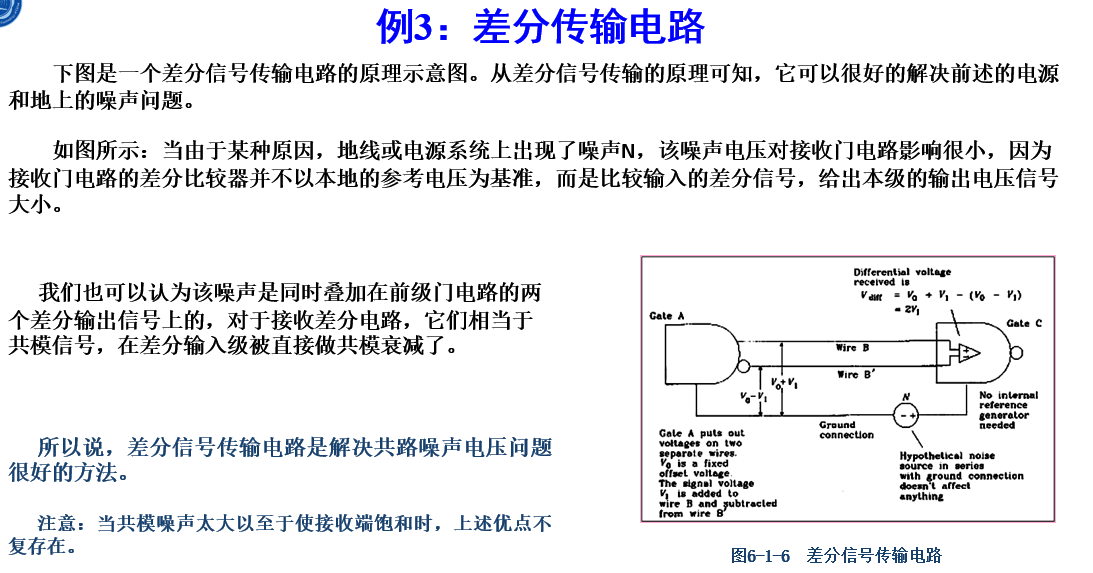 例3：差分传输电路
下图是一个差分信号传输电路的原理示意图。从差分信号传输的原理可知，它可以很好的解决前述的电源
和地上的噪声问题。
如图所示：当由于某种原因，地线或电源系统上出现了噪声N，该噪声电压对接收门电路影响很小，因为
接收门电路的差分比较器并不以本地的参考电压为基准，而是比较输入的差分信号，给出本级的输出电压信号
大小。
我们也可以认为该噪声是同时叠加在前级门电路的两
个差分输出信号上的，对于接收差分电路，它们相当于
共模信号，在差分输入级被直接做共模衰减了。
所以说，差分信号传输电路是解决共路噪声电压问题
很好的方法。
注意：当共模噪声太大以至于使接收端饱和时，上述优点不
复存在。
Differential voltage
received is
V diff = V0 + V1 - (V0 - V1)
= 2V1
Gate A
Gate C
Wire B
Wire B'
V0+V1
V0-V1
N
- +
Ground
connection
No internal
reference
generator
needed
Gate A puts out
voltages on two
separate wires.
V0 is a fixed
offset voltage.
The signal voltage
V1 is added to
wire B and subtracted
from wire B'
Hypothetical noise
source in series
with ground connection
doesn't affect
anything
图6-1-6 差分信号传输电路